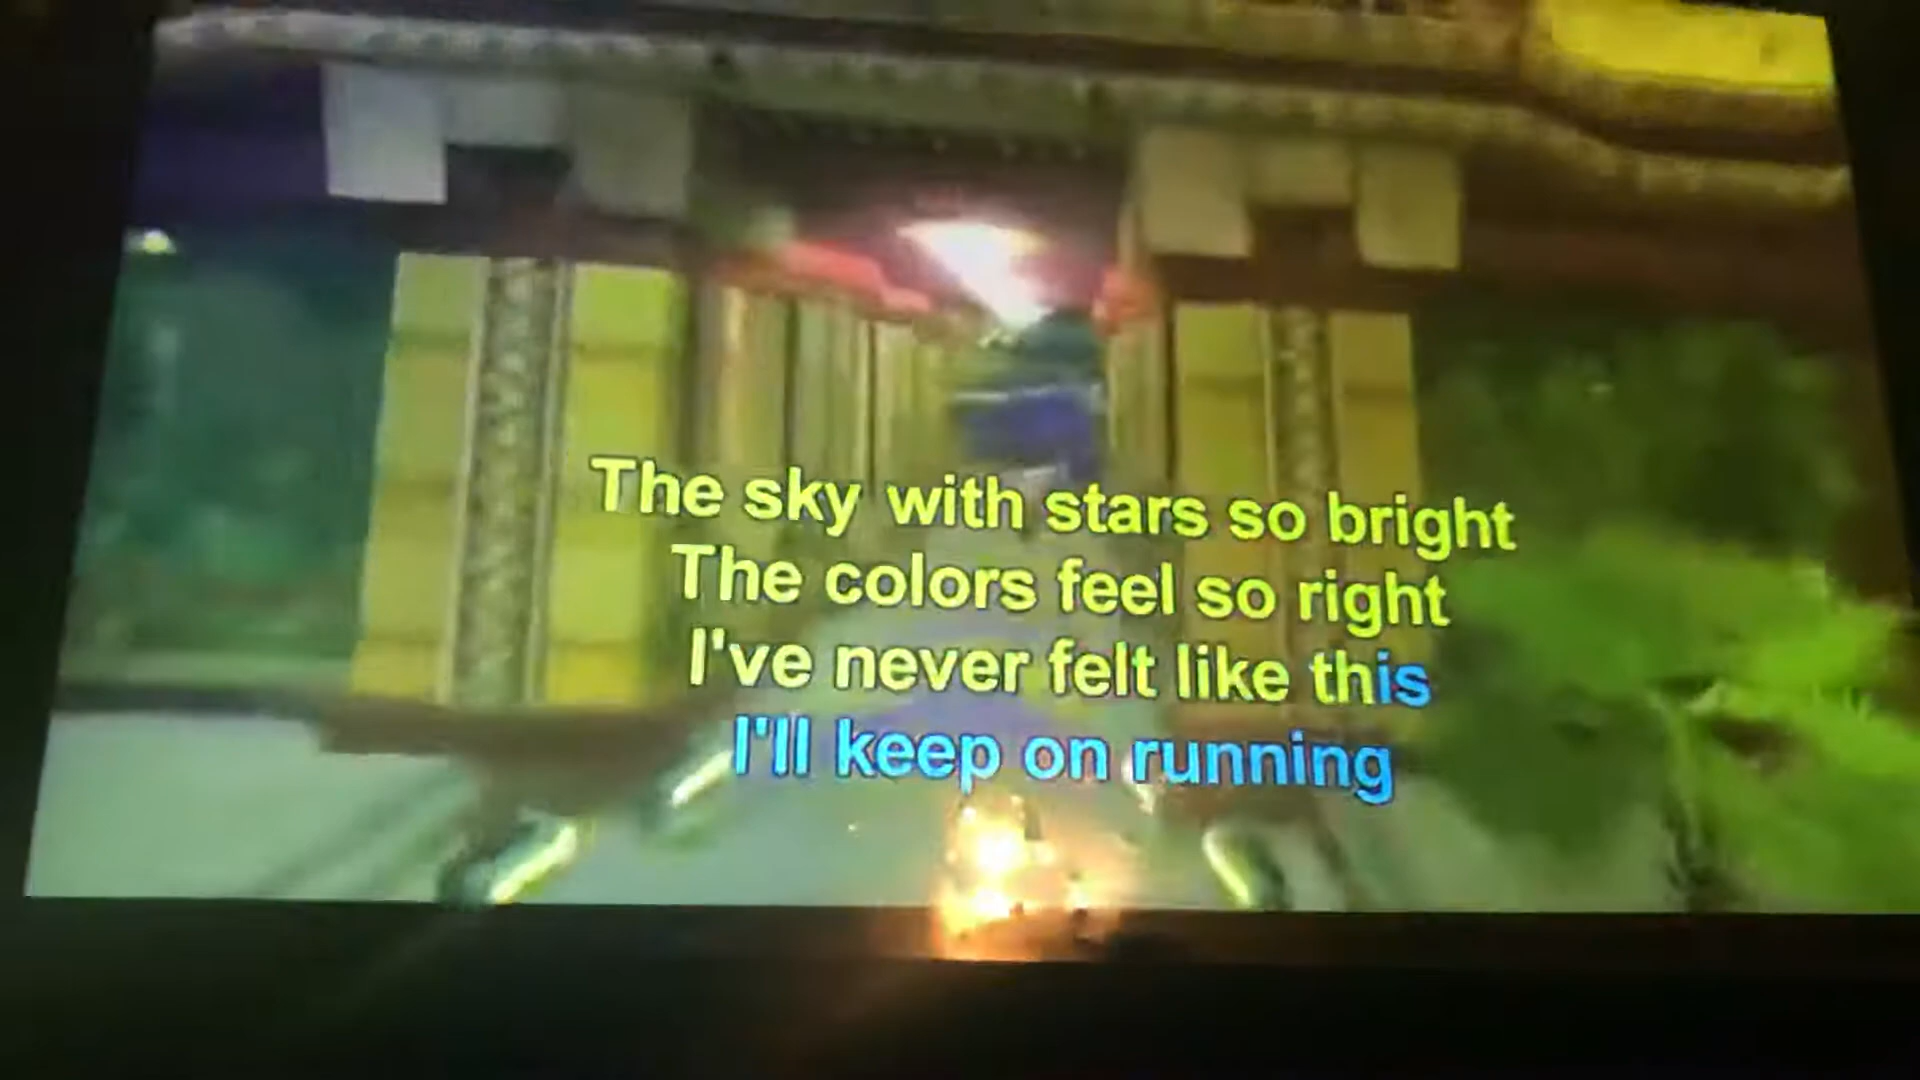 The sky with stars so bright
The colors feel so right
I've never felt like this
I'll keep on running